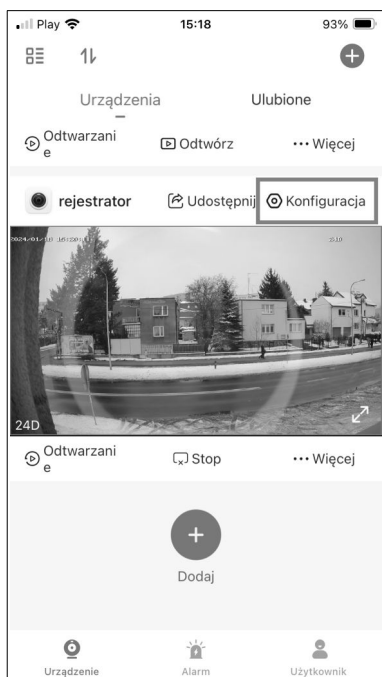 Play
15:18
93%
Urządzenia
Ulubione
Odtwarzani
e
Odtwórz
Więcej
rejestrator
Udostępnij
Konfiguracja
24D
Odtwarzani
e
Stop
Więcej
Dodaj
Urządzenie
Alarm
Użytkownik